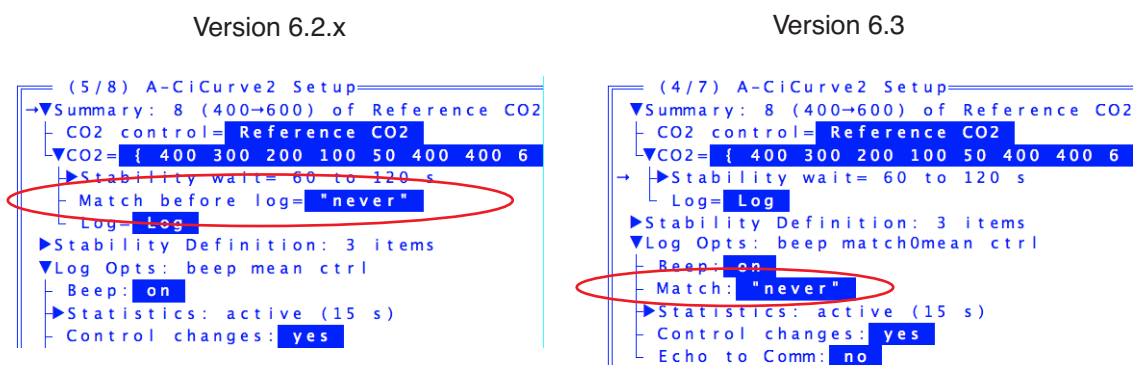 Version 6.2.x
(5/8) A-CiCurve2 Setup
→▼Summary: 8 (400→600) of Reference CO2
CO2 control= Reference CO2
▼CO2= { 400 300 200 100 50 400 400 6
▶Stability wait= 60 to 120 s
Match before log= "never"
Log= Log
▶Stability Definition: 3 items
▼Log Opts: beep mean ctrl
Beep: on
▶Statistics: active (15 s)
Control changes: yes
Version 6.3
(4/7) A-CiCurve2 Setup
▼Summary: 8 (400→600) of Reference CO2
CO2 control= Reference CO2
▼CO2= { 400 300 200 100 50 400 400 6
→ ▶Stability wait= 60 to 120 s
Log= Log
▶Stability Definition: 3 items
▼Log Opts: beep match0mean ctrl
Beep: on
Match: "never"
▶Statistics: active (15 s)
Control changes: yes
Echo to Comm: no